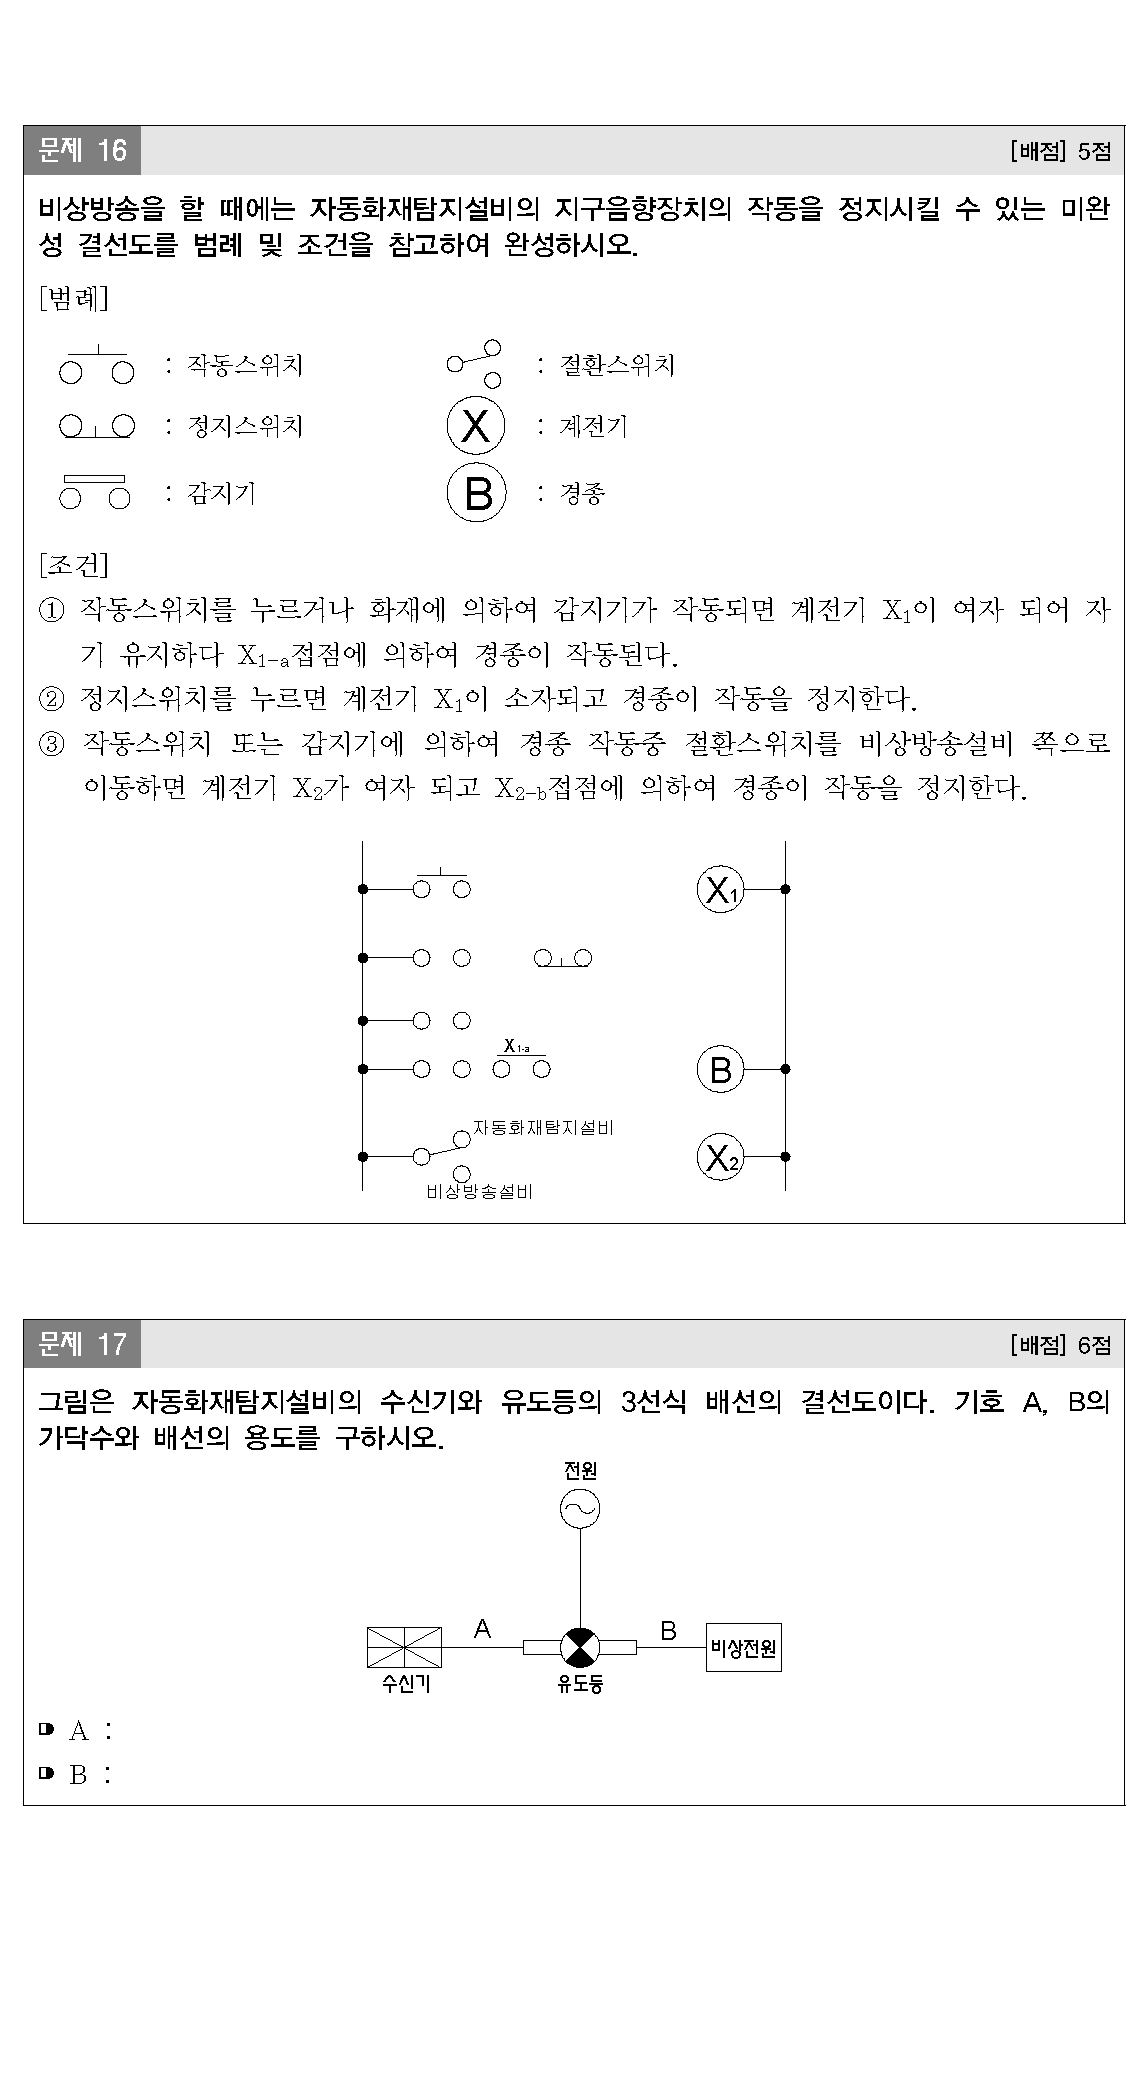 문제 16
[배점] 5점
비상방송을 할 때에는 자동화재탐지설비의 지구음향장치의 작동을 정지시킬 수 있는 미완
성 결선도를 범례 및 조건을 참고하여 완성하시오.
[범례]
: 작동스위치
: 절환스위치
: 정지스위치
X : 계전기
: 감지기
B : 경종
[조건]
① 작동스위치를 누르거나 화재에 의하여 감지기가 작동되면 계전기 X1이 여자 되어 자
기 유지하다 X1-a접점에 의하여 경종이 작동된다.
② 정지스위치를 누르면 계전기 X1이 소자되고 경종이 작동을 정지한다.
③ 작동스위치 또는 감지기에 의하여 경종 작동중 절환스위치를 비상방송설비 쪽으로
이동하면 계전기 X2가 여자 되고 X2-b접점에 의하여 경종이 작동을 정지한다.
X1
X1-a
B
자동화재탐지설비
X2
비상방송설비
문제 17
[배점] 6점
그림은 자동화재탐지설비의 수신기와 유도등의 3선식 배선의 결선도이다. 기호 A, B의
가닥수와 배선의 용도를 구하시오.
전원
A
B
비상전원
수신기
유도등
A :
B :